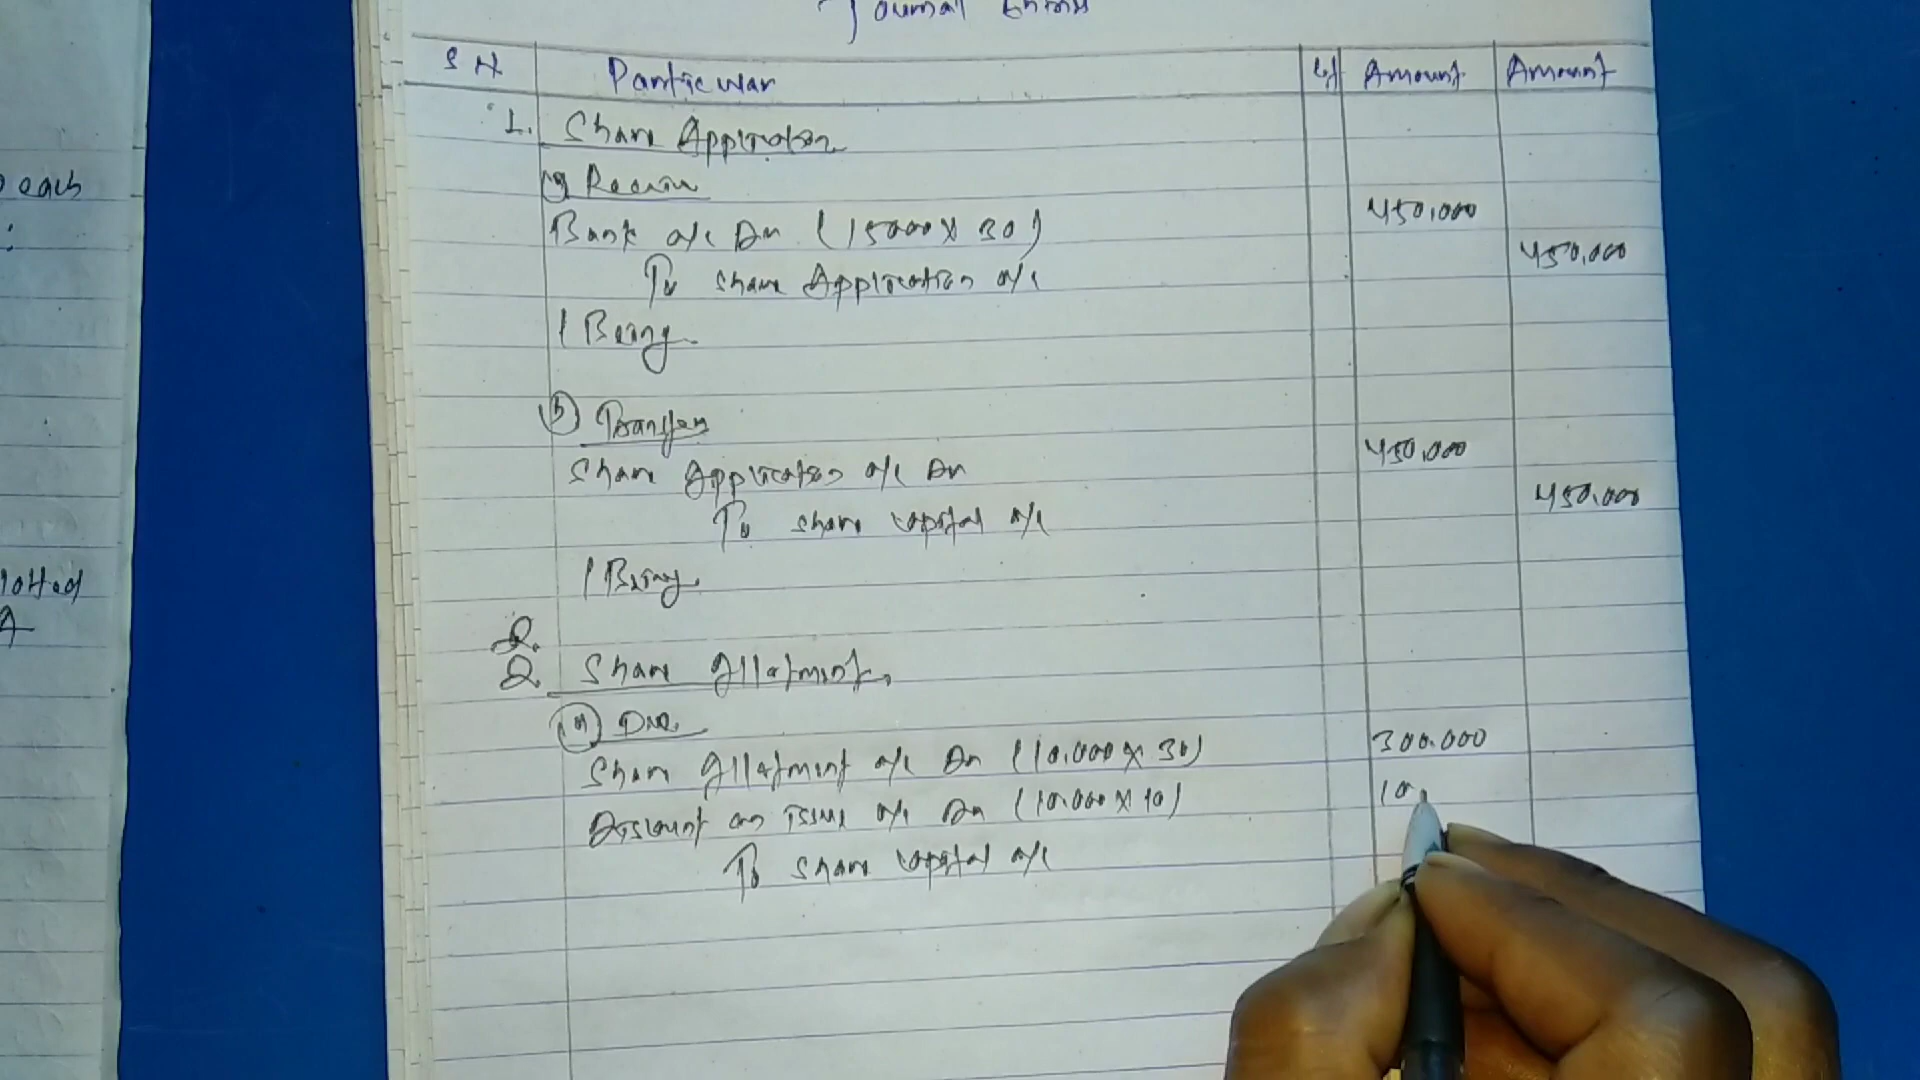 Journal Entries
S.N. Particular L.f Amount Amount
1. Share Application
(a) Receive
Bank a/c Dr (15000 X 30) 450,000
To Share Application a/c 450,000
(Being
(b) Transfer
Share Application a/c Dr 450,000
To share capital a/c 450,000
(Being
2.
2. Share Allotment
(a) Due
Share Allotment a/c Dr (10,000 X 30) 300.000
Discount on issue a/c Dr (10.000 X 10) 10
To share capital a/c
each
:
lotted